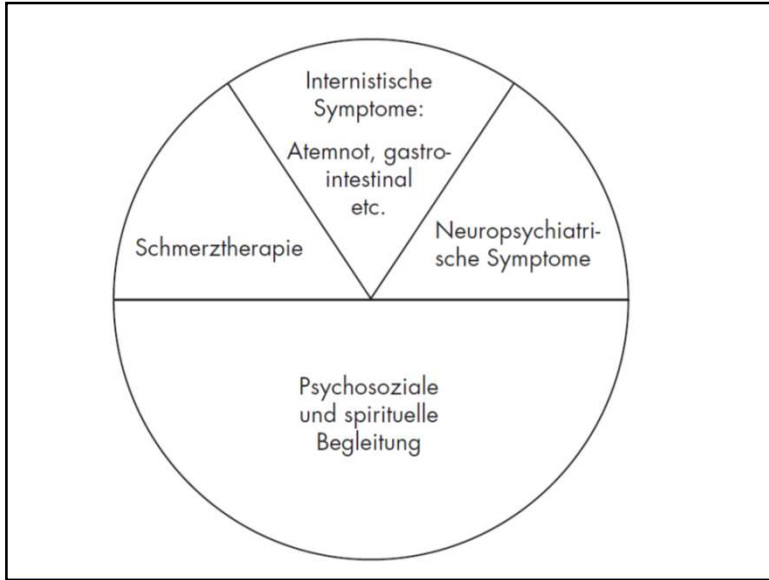 Internistische
Symptome:
Atemnot, gastro-
intestinal
etc.
Schmerztherapie
Neuropsychiatri-
sche Symptome
Psychosoziale
und spirituelle
Begleitung